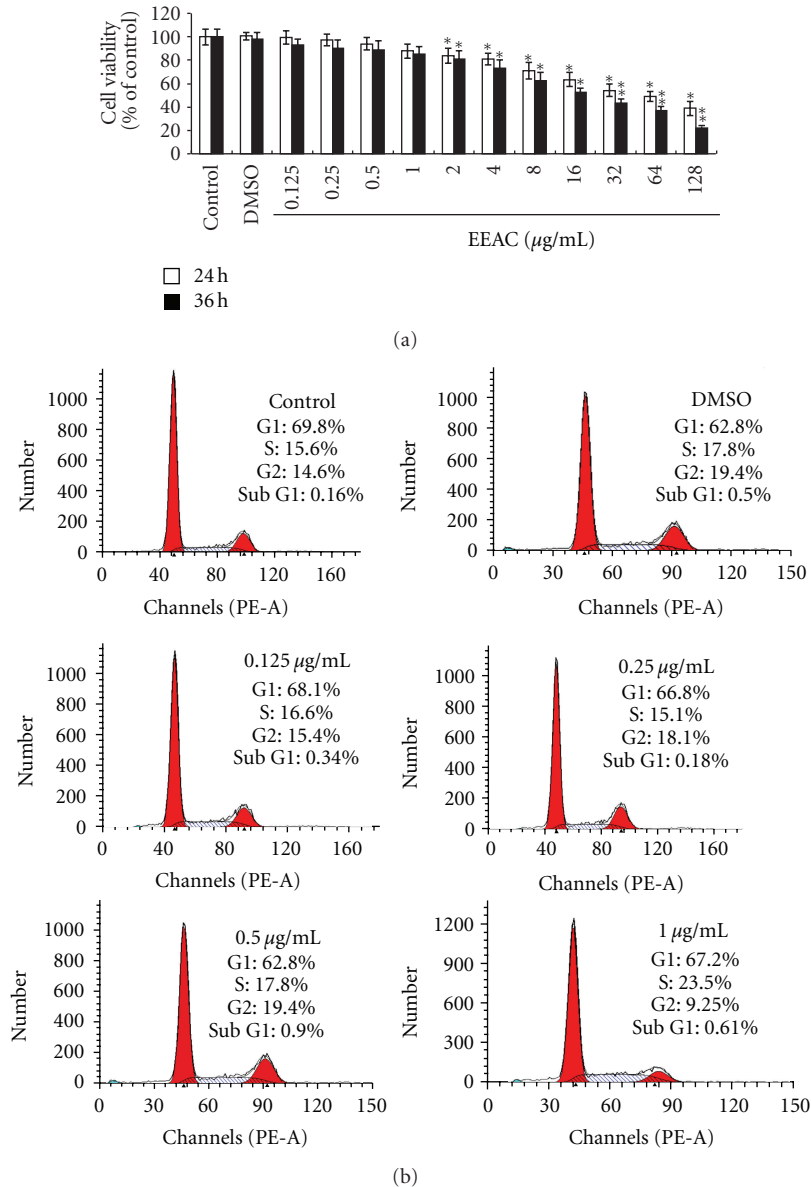 120
100
80
60
40
20
0
Cell viability
(% of control)
* * * * * * * * * ** * ** * **
Control
DMSO
0.125
0.25
0.5
1
2
4
8
16
32
64
128
EEAC (µg/mL)
24 h
36 h
(a)
1000
800
600
400
200
0
Number
Control
G1: 69.8%
S: 15.6%
G2: 14.6%
Sub G1: 0.16%
0 40 80 120 160
Channels (PE-A)
1000
800
600
400
200
0
Number
DMSO
G1: 62.8%
S: 17.8%
G2: 19.4%
Sub G1: 0.5%
0 30 60 90 120 150
Channels (PE-A)
1000
800
600
400
200
0
Number
0.125 µg/mL
G1: 68.1%
S: 16.6%
G2: 15.4%
Sub G1: 0.34%
0 40 80 120 160
Channels (PE-A)
1000
800
600
400
200
0
Number
0.25 µg/mL
G1: 66.8%
S: 15.1%
G2: 18.1%
Sub G1: 0.18%
0 40 80 120 160
Channels (PE-A)
1000
800
600
400
200
0
Number
0.5 µg/mL
G1: 62.8%
S: 17.8%
G2: 19.4%
Sub G1: 0.9%
0 30 60 90 120 150
Channels (PE-A)
1200
900
600
300
0
Number
1 µg/mL
G1: 67.2%
S: 23.5%
G2: 9.25%
Sub G1: 0.61%
0 30 60 90 120 150
Channels (PE-A)
(b)